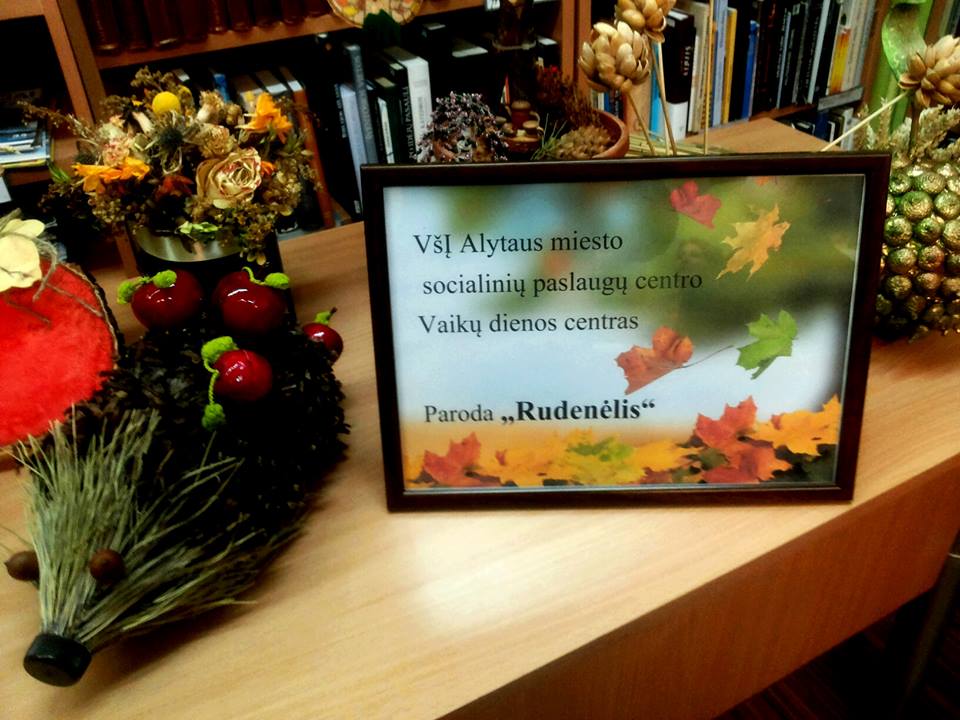 VšĮ Alytaus miesto
socialinių paslaugų centro
Vaikų dienos centras
Paroda „Rudenėlis“